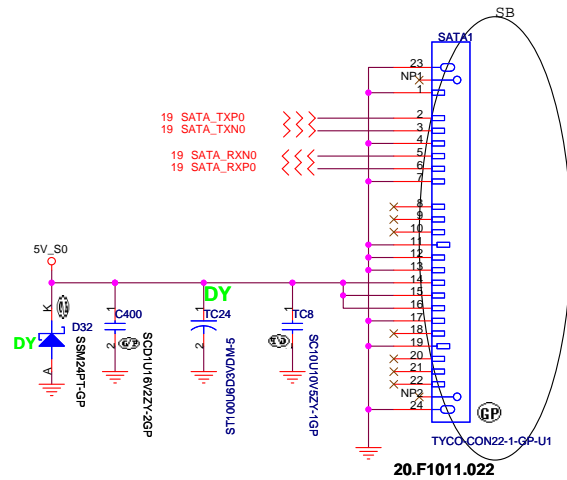 SB
SATA1
23
NP1
1
19 SATA_TXP0
2
19 SATA_TXN0
3
4
19 SATA_RXN0
5
19 SATA_RXP0
6
7
8
9
10
11
12
13
14
15
16
17
18
19
20
21
22
NP2
24
5V_S0
DY
K
D32
A
SSM24PT-GP
1
C400
2
SCD1U16V2ZY-2GP
DY
1
TC24
2
ST100U6D3VDM-5
1
TC8
SC10U10V5ZY-1GP
GP
TYCO-CON22-1-GP-U1
20.F1011.022